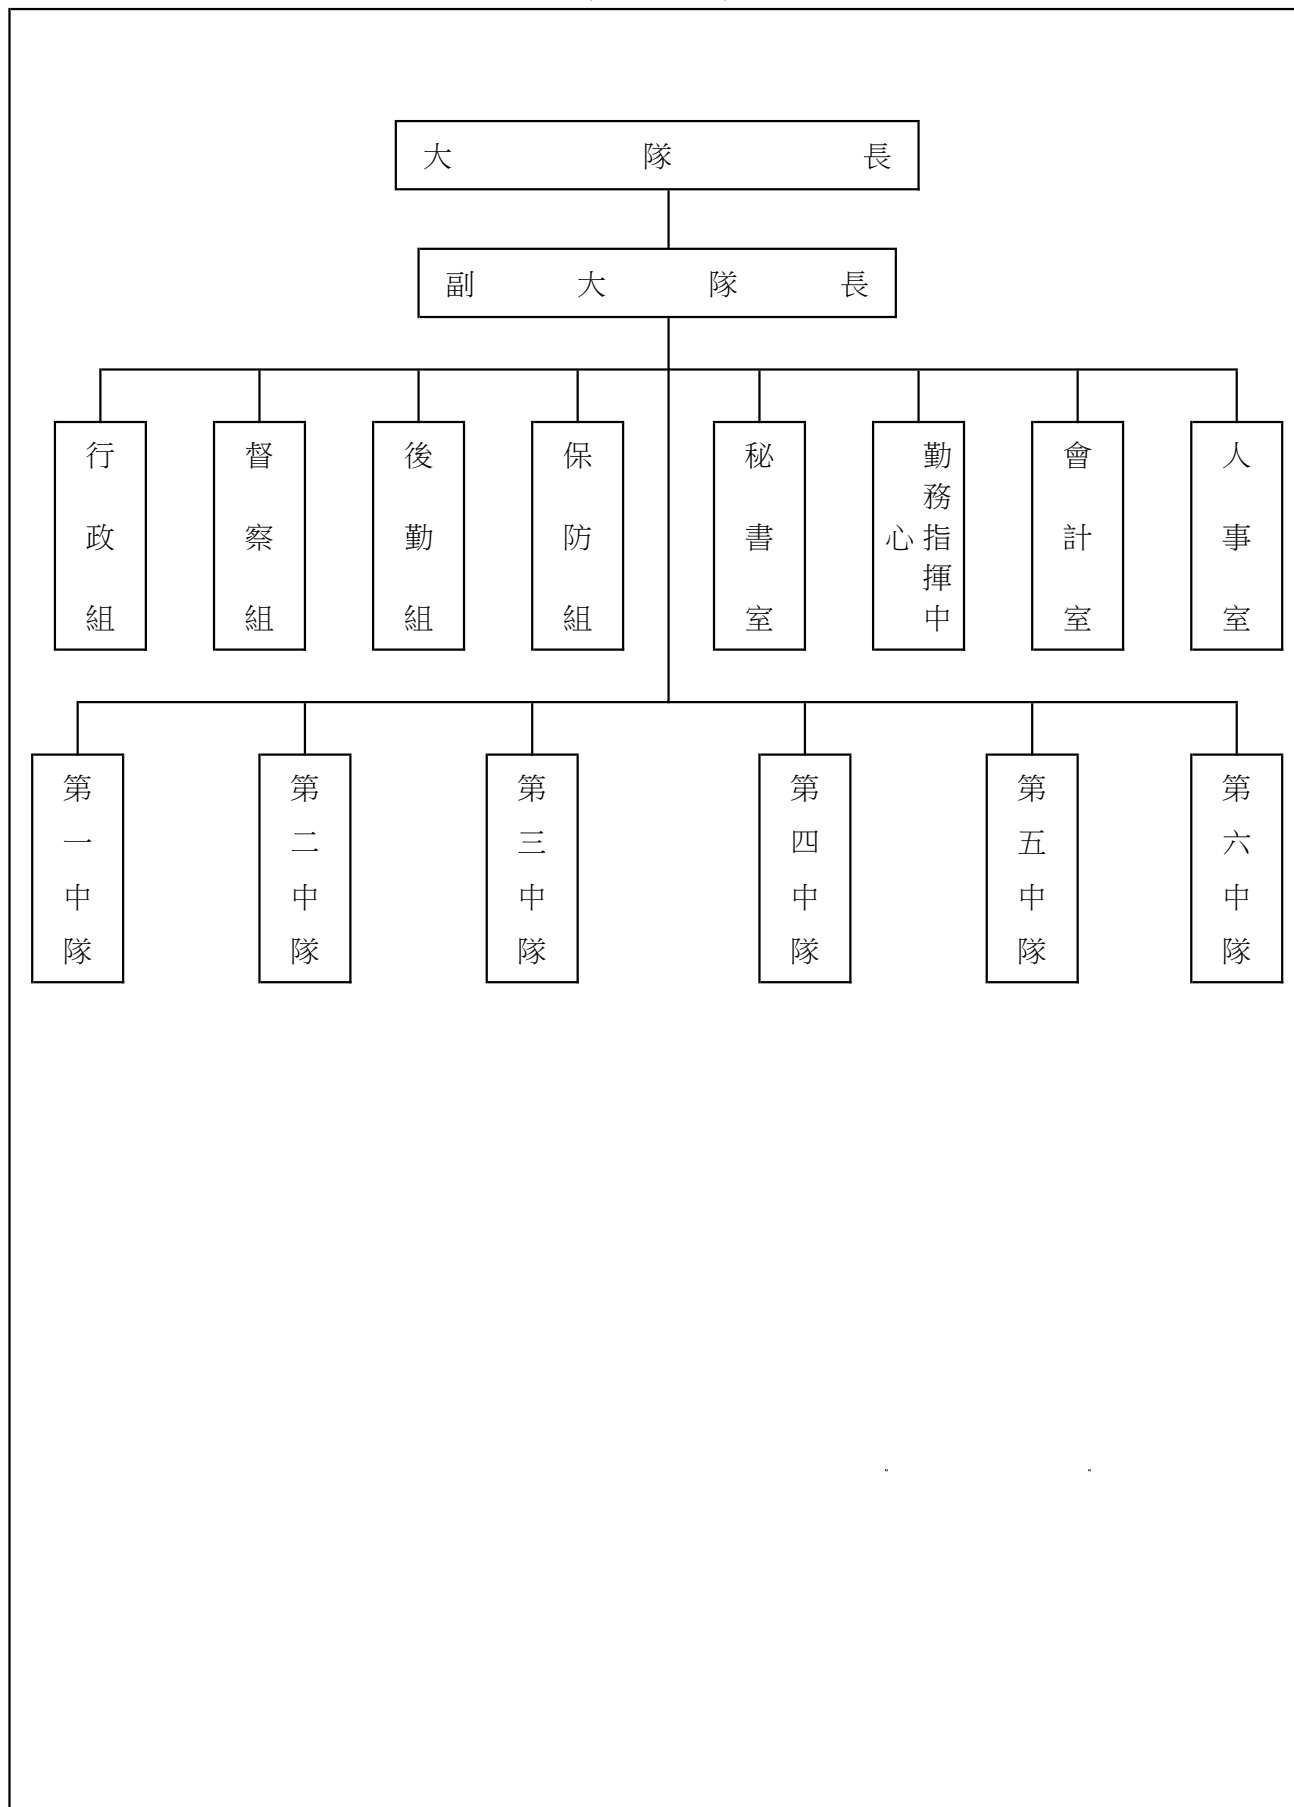 大隊長
副大隊長
行政組
督察組
後勤組
保防組
秘書室
勤務指揮中心
會計室
人事室
第一中隊
第二中隊
第三中隊
第四中隊
第五中隊
第六中隊